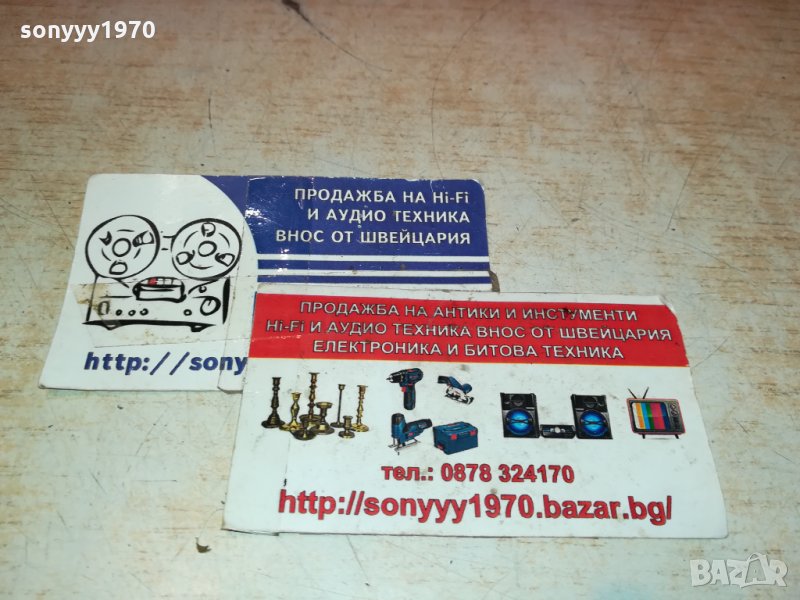 sonyyy1970
ПРОДАЖБА НА Hi-Fi
И АУДИО ТЕХНИКА
ВНОС ОТ ШВЕЙЦАРИЯ
http://sony
ПРОДАЖБА НА АНТИКИ И ИНСТУМЕНТИ
Hi-Fi И АУДИО ТЕХНИКА ВНОС ОТ ШВЕЙЦАРИЯ
ЕЛЕКТРОНИКА И БИТОВА ТЕХНИКА
тел.: 0878 324170
http://sonyyy1970.bazar.bg/
BAZAR